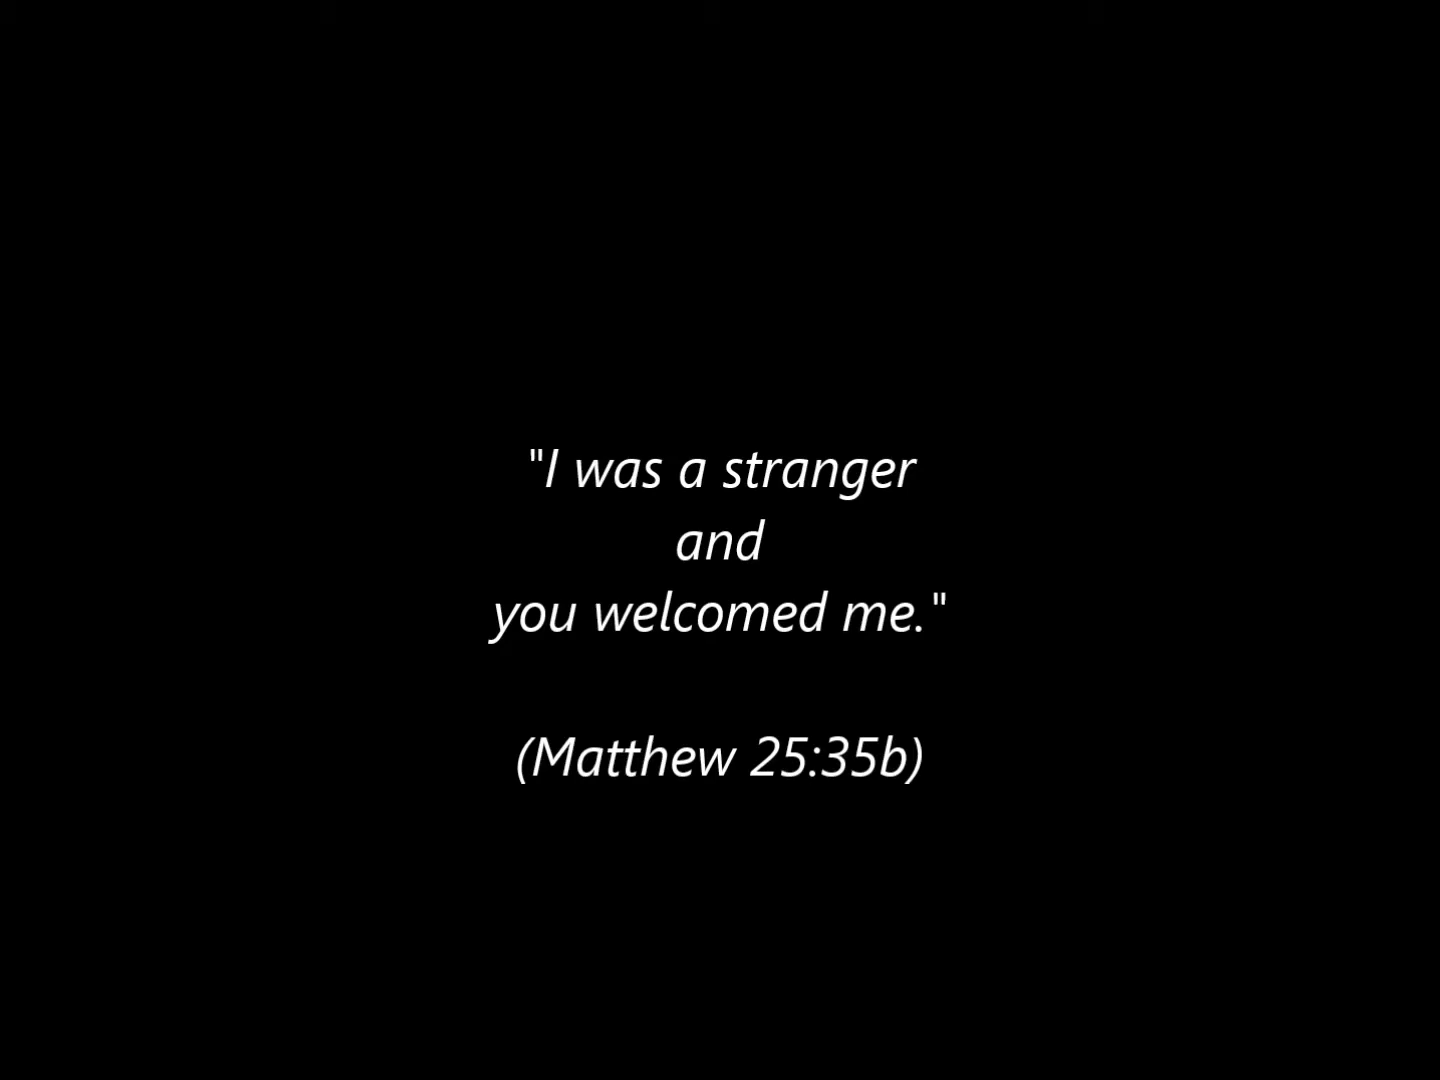 "I was a stranger
and
you welcomed me."
(Matthew 25:35b)